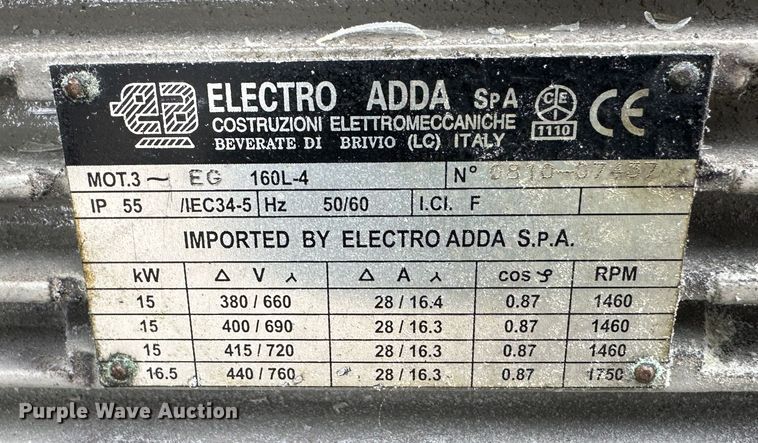 ELECTRO ADDA SpA
COSTRUZIONI ELETTROMECCANICHE
BEVERATE DI BRIVIO (LC) ITALY
CE
1110
CE
MOT.3~ EG 160L-4 N°
IP 55 /IEC34-5 Hz 50/60 I.Cl. F
IMPORTED BY ELECTRO ADDA S.P.A.
kW Δ V ⅄ Δ A ⅄ cos φ RPM
15 380 / 660 28 / 16.4 0.87 1460
15 400 / 690 28 / 16.3 0.87 1460
15 415 / 720 28 / 16.3 0.87 1460
16.5 440 / 760 28 / 16.3 0.87 1750
Purple Wave Auction